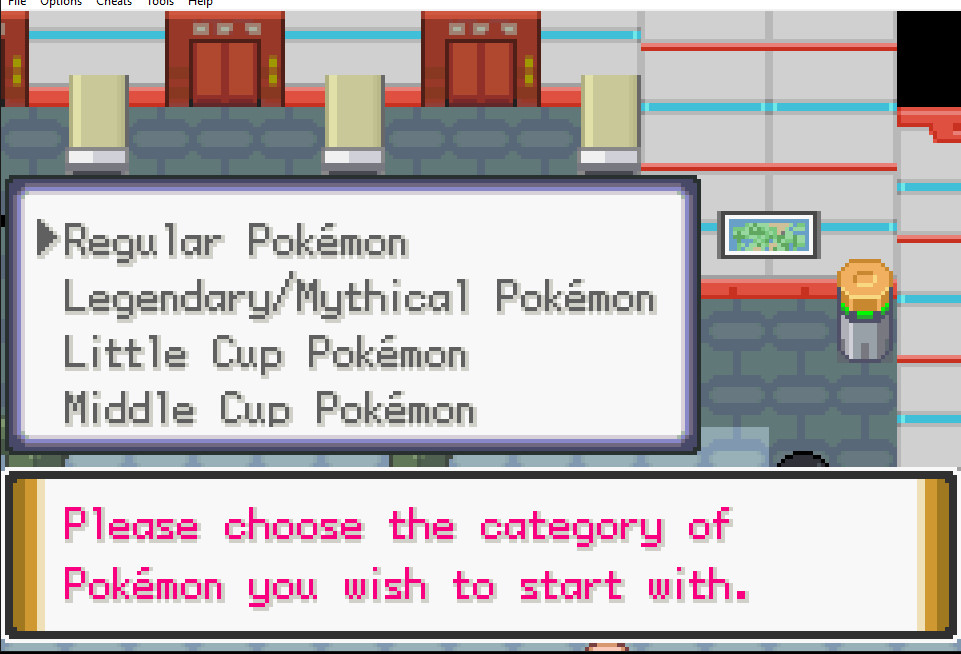 File Options Cheats Tools Help
Regular Pokémon
Legendary/Mythical Pokémon
Little Cup Pokémon
Middle Cup Pokémon
Please choose the category of
Pokémon you wish to start with.